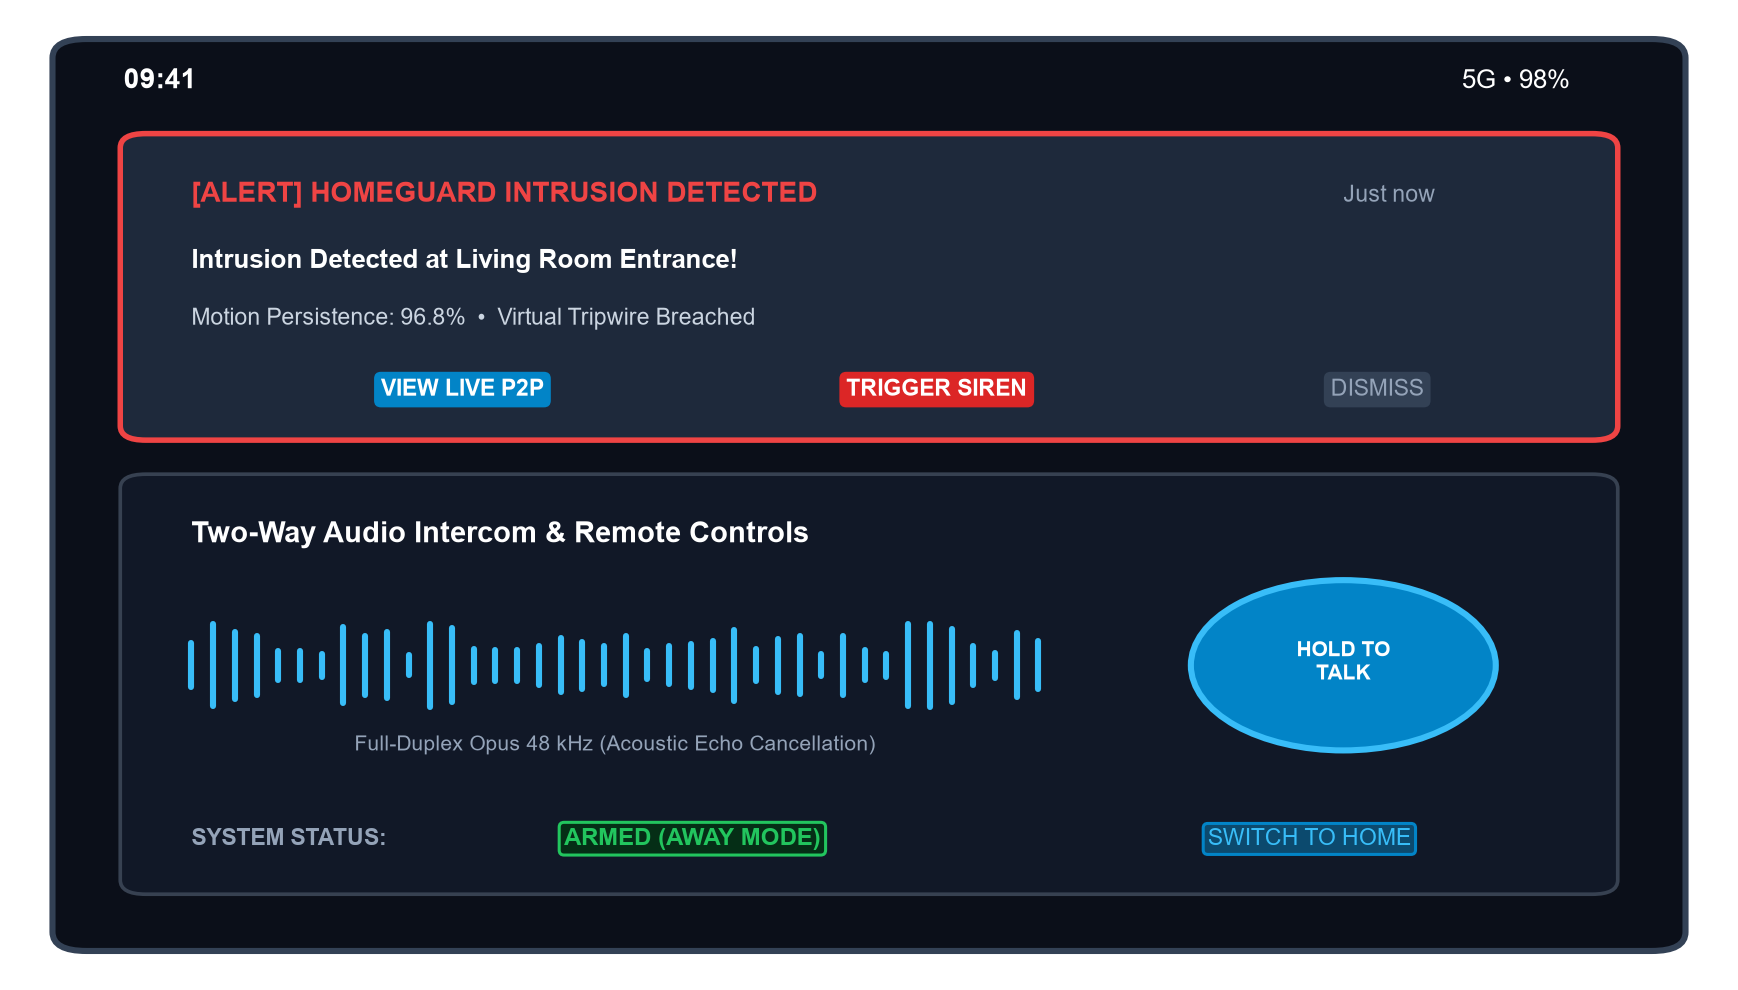 09:41
5G • 98%
[ALERT] HOMEGUARD INTRUSION DETECTED
Just now
Intrusion Detected at Living Room Entrance!
Motion Persistence: 96.8% • Virtual Tripwire Breached
VIEW LIVE P2P
TRIGGER SIREN
DISMISS
Two-Way Audio Intercom & Remote Controls
HOLD TO
TALK
Full-Duplex Opus 48 kHz (Acoustic Echo Cancellation)
SYSTEM STATUS:
ARMED (AWAY MODE)
SWITCH TO HOME